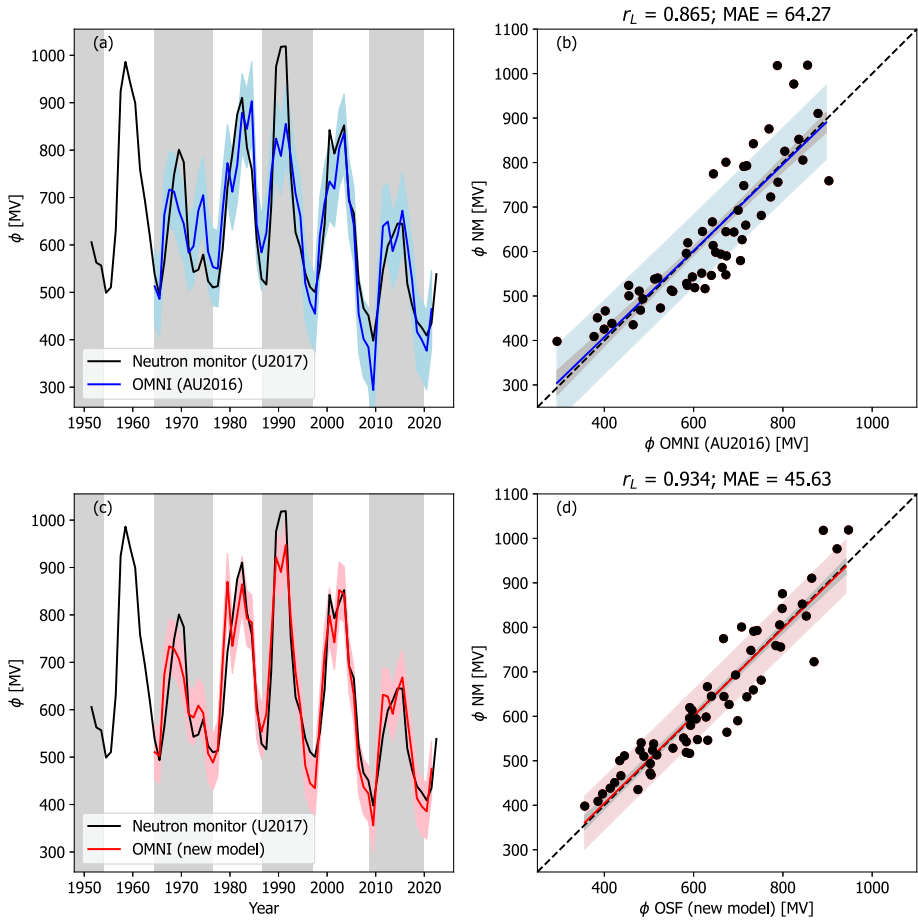 (a)
ϕ [MV]
1000
900
800
700
600
500
400
300
1950 1960 1970 1980 1990 2000 2010 2020
Neutron monitor (U2017)
OMNI (AU2016)
r_L = 0.865; MAE = 64.27
(b)
ϕ NM [MV]
1100
1000
900
800
700
600
500
400
300
400 600 800 1000
ϕ OMNI (AU2016) [MV]
(c)
ϕ [MV]
1000
900
800
700
600
500
400
300
1950 1960 1970 1980 1990 2000 2010 2020
Year
Neutron monitor (U2017)
OMNI (new model)
r_L = 0.934; MAE = 45.63
(d)
ϕ NM [MV]
1100
1000
900
800
700
600
500
400
300
400 600 800 1000
ϕ OSF (new model) [MV]